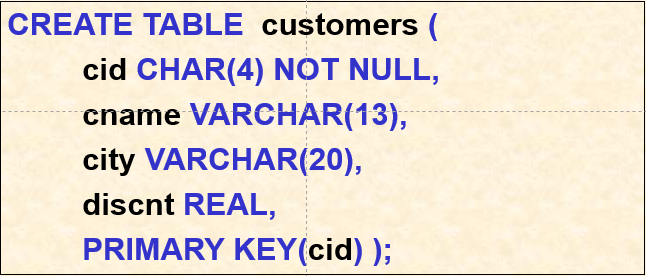 CREATE TABLE customers (
cid CHAR(4) NOT NULL,
cname VARCHAR(13),
city VARCHAR(20),
discnt REAL,
PRIMARY KEY(cid) );